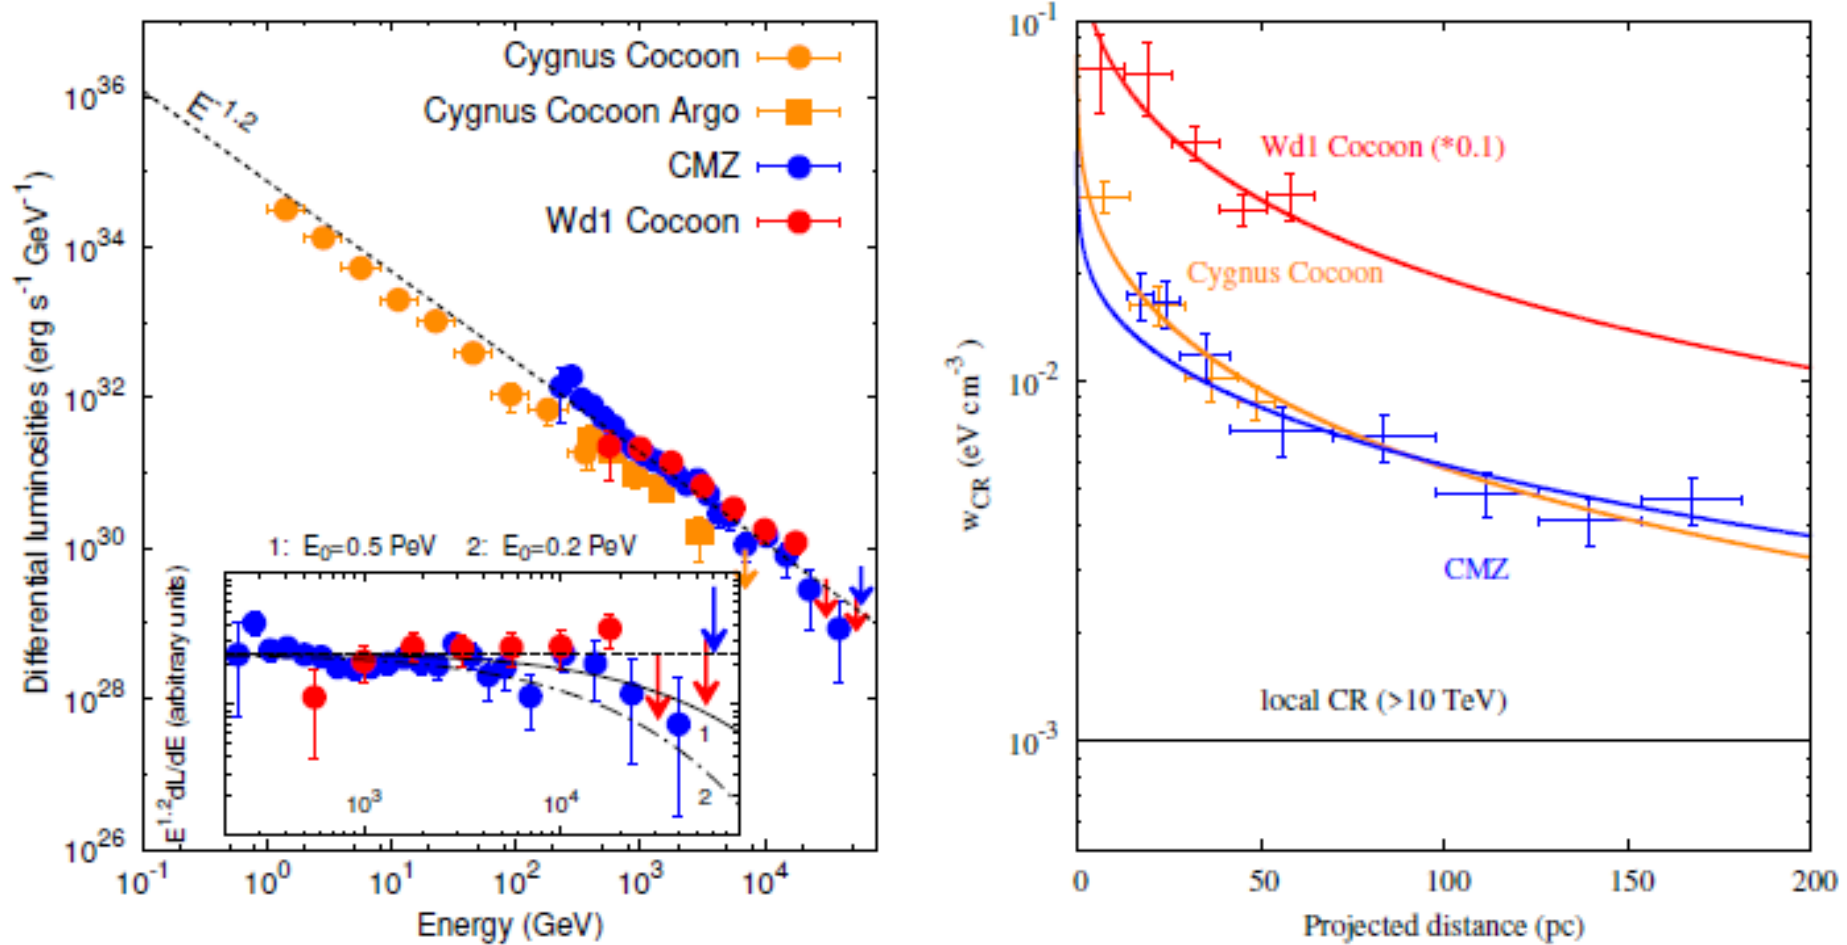 Cygnus Cocoon
Cygnus Cocoon Argo
CMZ
Wd1 Cocoon
E^-1.2
Differential luminosities (erg s^-1 GeV^-1)
10^36
10^34
10^32
10^30
10^28
10^26
1: E_0=0.5 PeV 2: E_0=0.2 PeV
E^1.2dL/dE (arbitrary units)
10^3 10^4
1
2
10^-1 10^0 10^1 10^2 10^3 10^4
Energy (GeV)
10^-1
10^-2
10^-3
w_CR (eV cm^-3)
Wd1 Cocoon (*0.1)
Cygnus Cocoon
CMZ
local CR (>10 TeV)
0 50 100 150 200
Projected distance (pc)